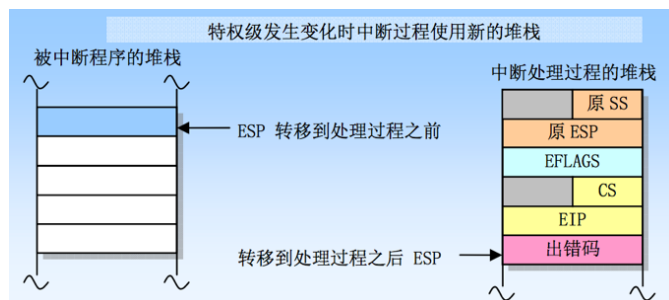 特权级发生变化时中断过程使用新的堆栈
被中断程序的堆栈
中断处理过程的堆栈
原 SS
ESP 转移到处理过程之前
原 ESP
EFLAGS
CS
EIP
转移到处理过程之后 ESP
出错码